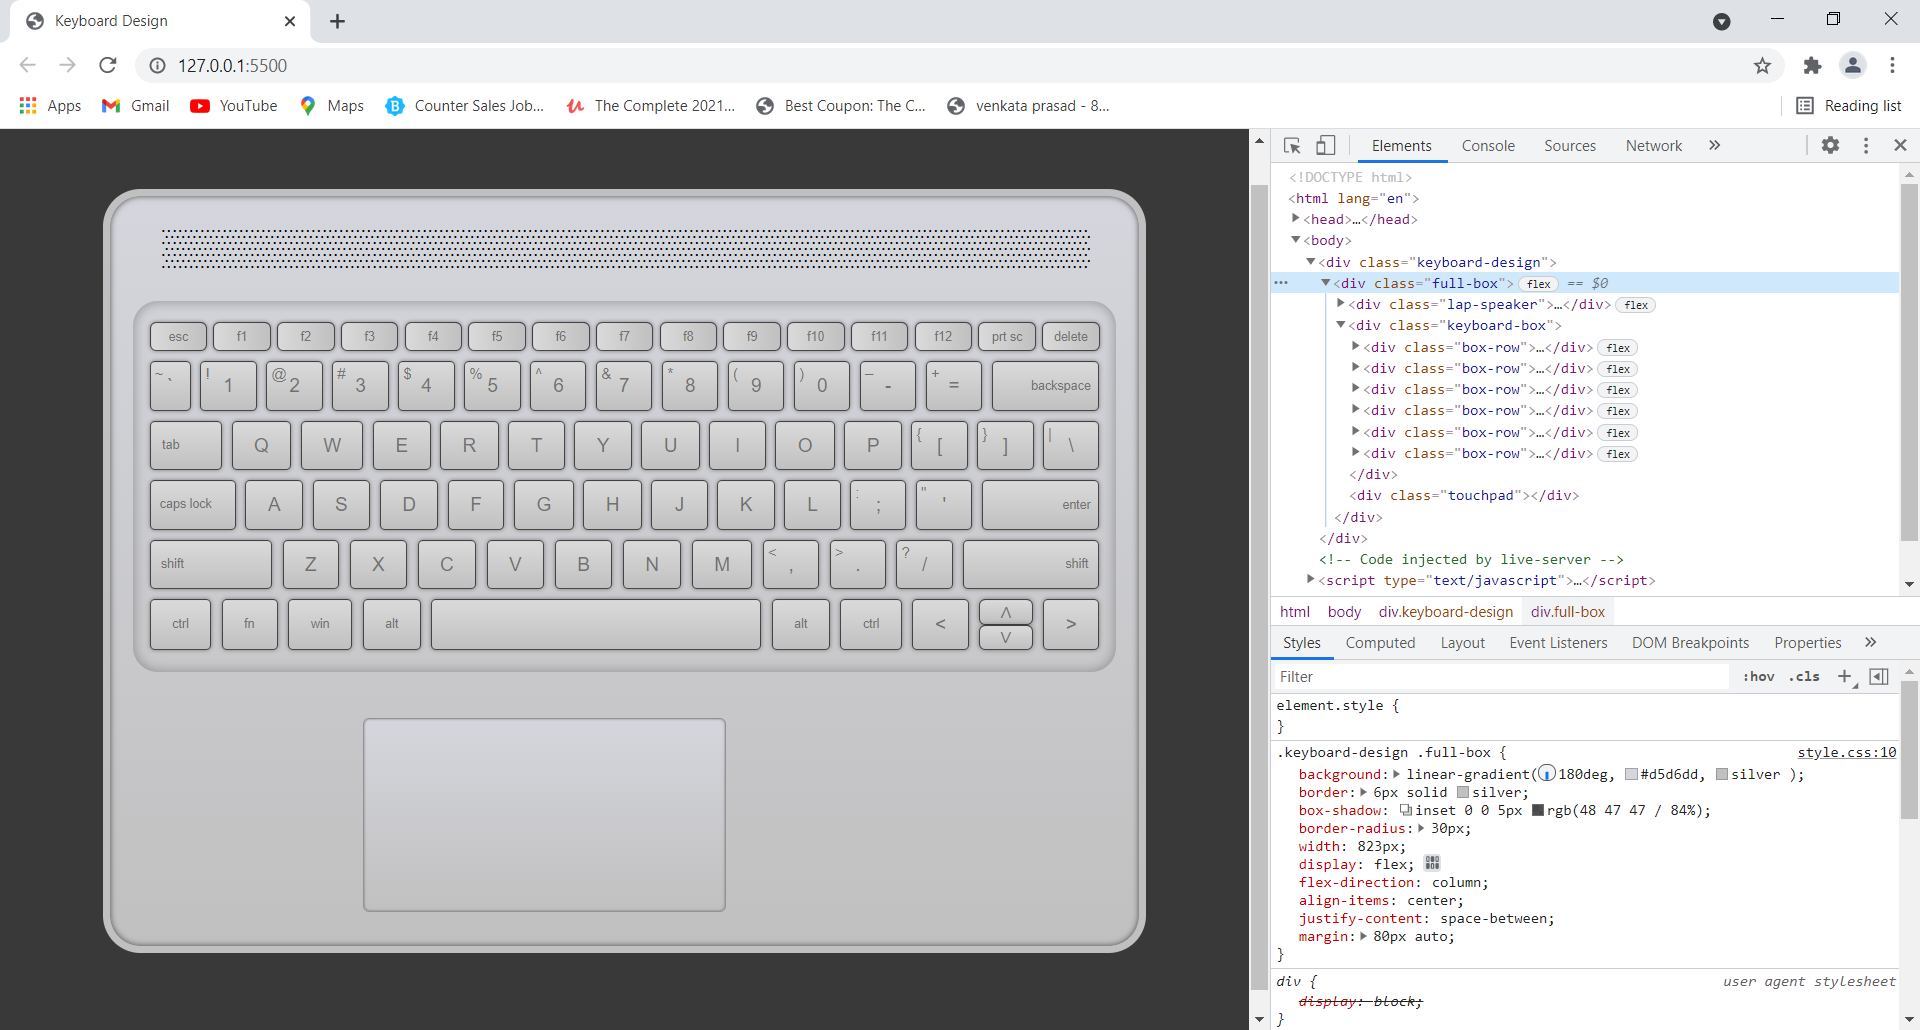 Keyboard Design
127.0.0.1:5500
Apps Gmail YouTube Maps Counter Sales Job... The Complete 2021... Best Coupon: The C... venkata prasad - 8... Reading list
esc f1 f2 f3 f4 f5 f6 f7 f8 f9 f10 f11 f12 prt sc delete
~ ` ! 1 @ 2 # 3 $ 4 % 5 ^ 6 & 7 * 8 ( 9 ) 0 _ - + = backspace
tab Q W E R T Y U I O P { [ } ] | \
caps lock A S D F G H J K L : ; " ' enter
shift Z X C V B N M < , > . ? / shift
ctrl fn win alt alt ctrl < ^ v >
Elements Console Sources Network »
<!DOCTYPE html>
<html lang="en">
<head>…</head>
<body>
<div class="keyboard-design">
<div class="full-box"> flex == $0
<div class="lap-speaker">…</div> flex
<div class="keyboard-box">
<div class="box-row">…</div> flex
<div class="box-row">…</div> flex
<div class="box-row">…</div> flex
<div class="box-row">…</div> flex
<div class="box-row">…</div> flex
<div class="box-row">…</div> flex
</div>
<div class="touchpad"></div>
</div>
</div>
<!-- Code injected by live-server -->
<script type="text/javascript">…</script>
html body div.keyboard-design div.full-box
Styles Computed Layout Event Listeners DOM Breakpoints Properties »
Filter :hov .cls +
element.style {
}
.keyboard-design .full-box { style.css:10
background: linear-gradient(180deg, #d5d6dd, silver );
border: 6px solid silver;
box-shadow: inset 0 0 5px rgb(48 47 47 / 84%);
border-radius: 30px;
width: 823px;
display: flex;
flex-direction: column;
align-items: center;
justify-content: space-between;
margin: 80px auto;
}
div { user agent stylesheet
display: block;
}